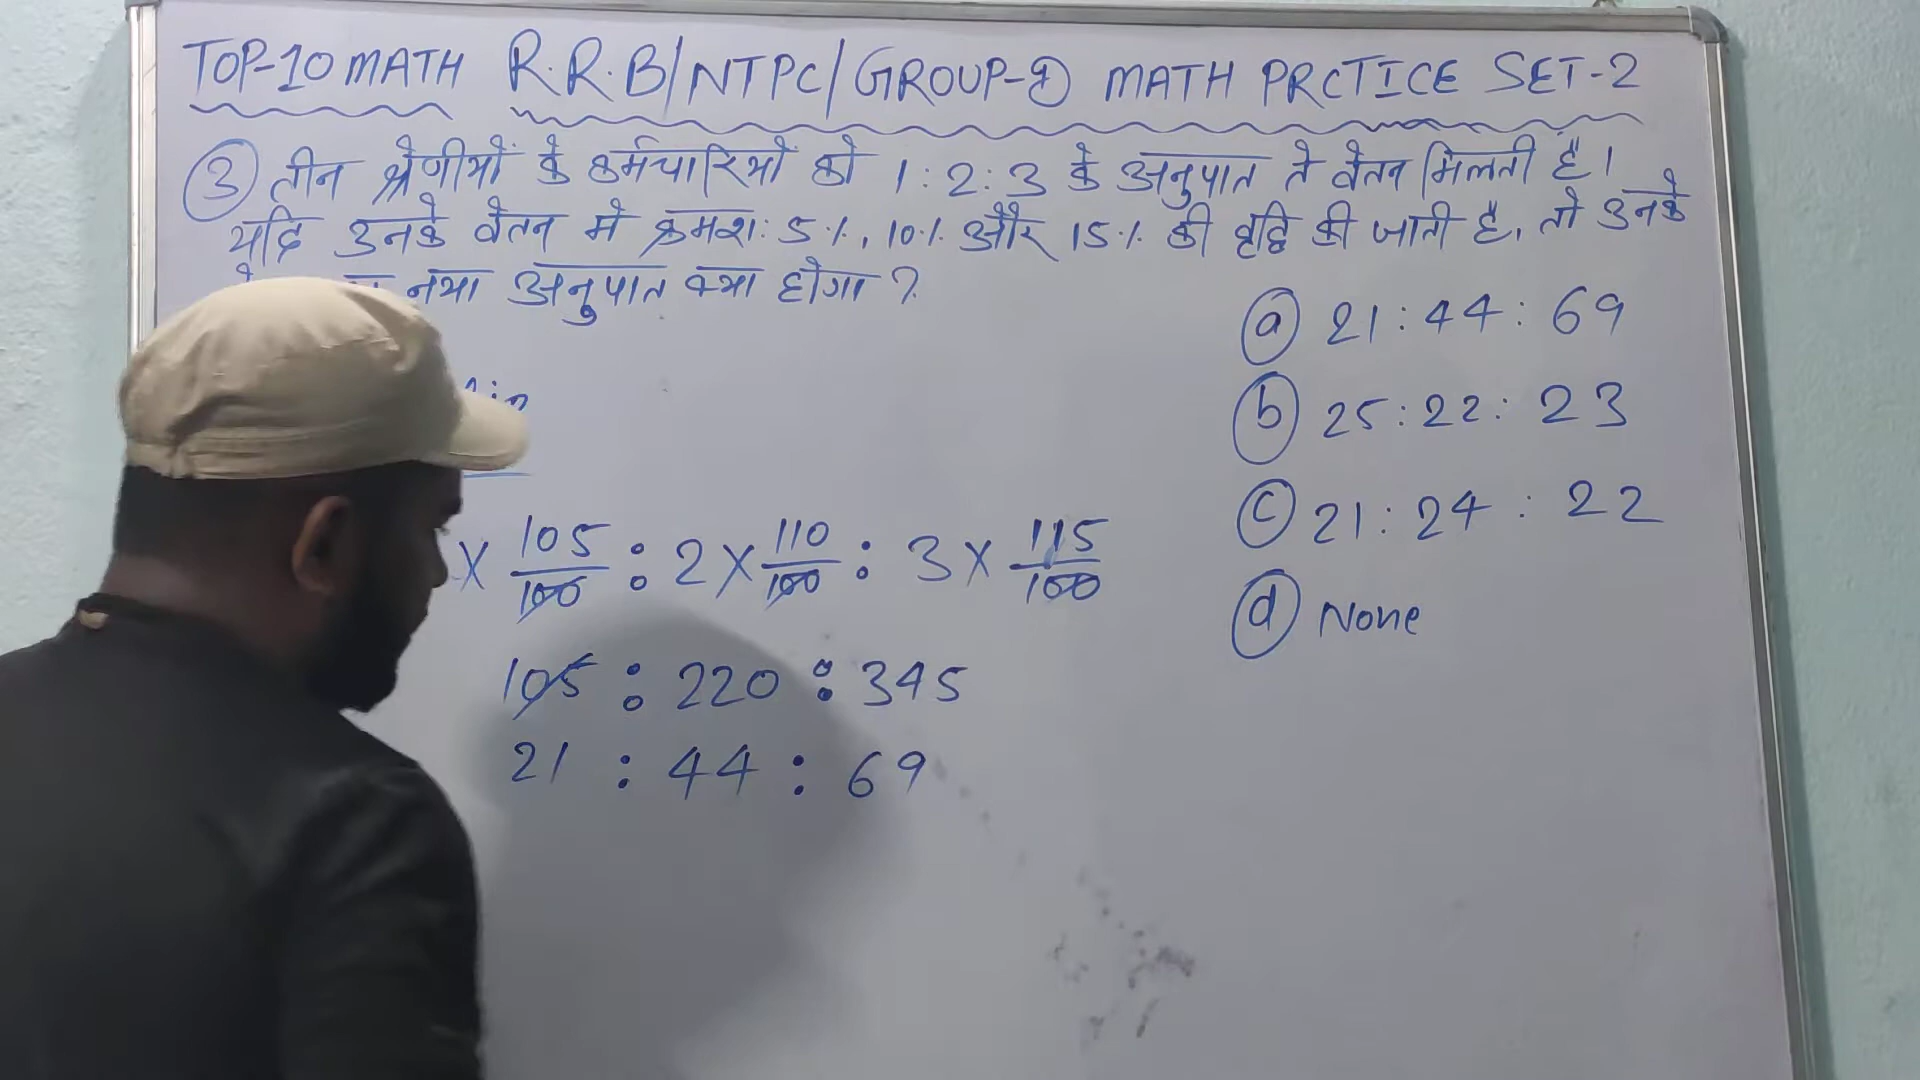 TOP-10 MATH R.R.B/NTPC/GROUP-D MATH PRCTICE SET-2
③ तीन श्रेणीयों के कर्मचारियों को 1:2:3 के अनुपात ते वेतन मिलती है।
यदि उनके वेतन मे क्रमश: 5%, 10% और 15% की वृद्धि की जाती है, तो उनके
नया अनुपात क्या होगा ?
ⓐ 21:44:69
ⓑ 25:22:23
ⓒ 21:24:22
ⓓ None
× 105/100 : 2 × 110/100 : 3 × 115/100
105 : 220 : 345
21 : 44 : 69